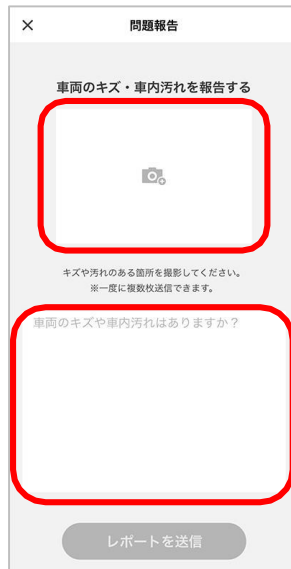 問題報告
車両のキズ・車内汚れを報告する
キズや汚れのある箇所を撮影してください。
※一度に複数枚送信できます。
車両のキズや車内汚れはありますか？
レポートを送信